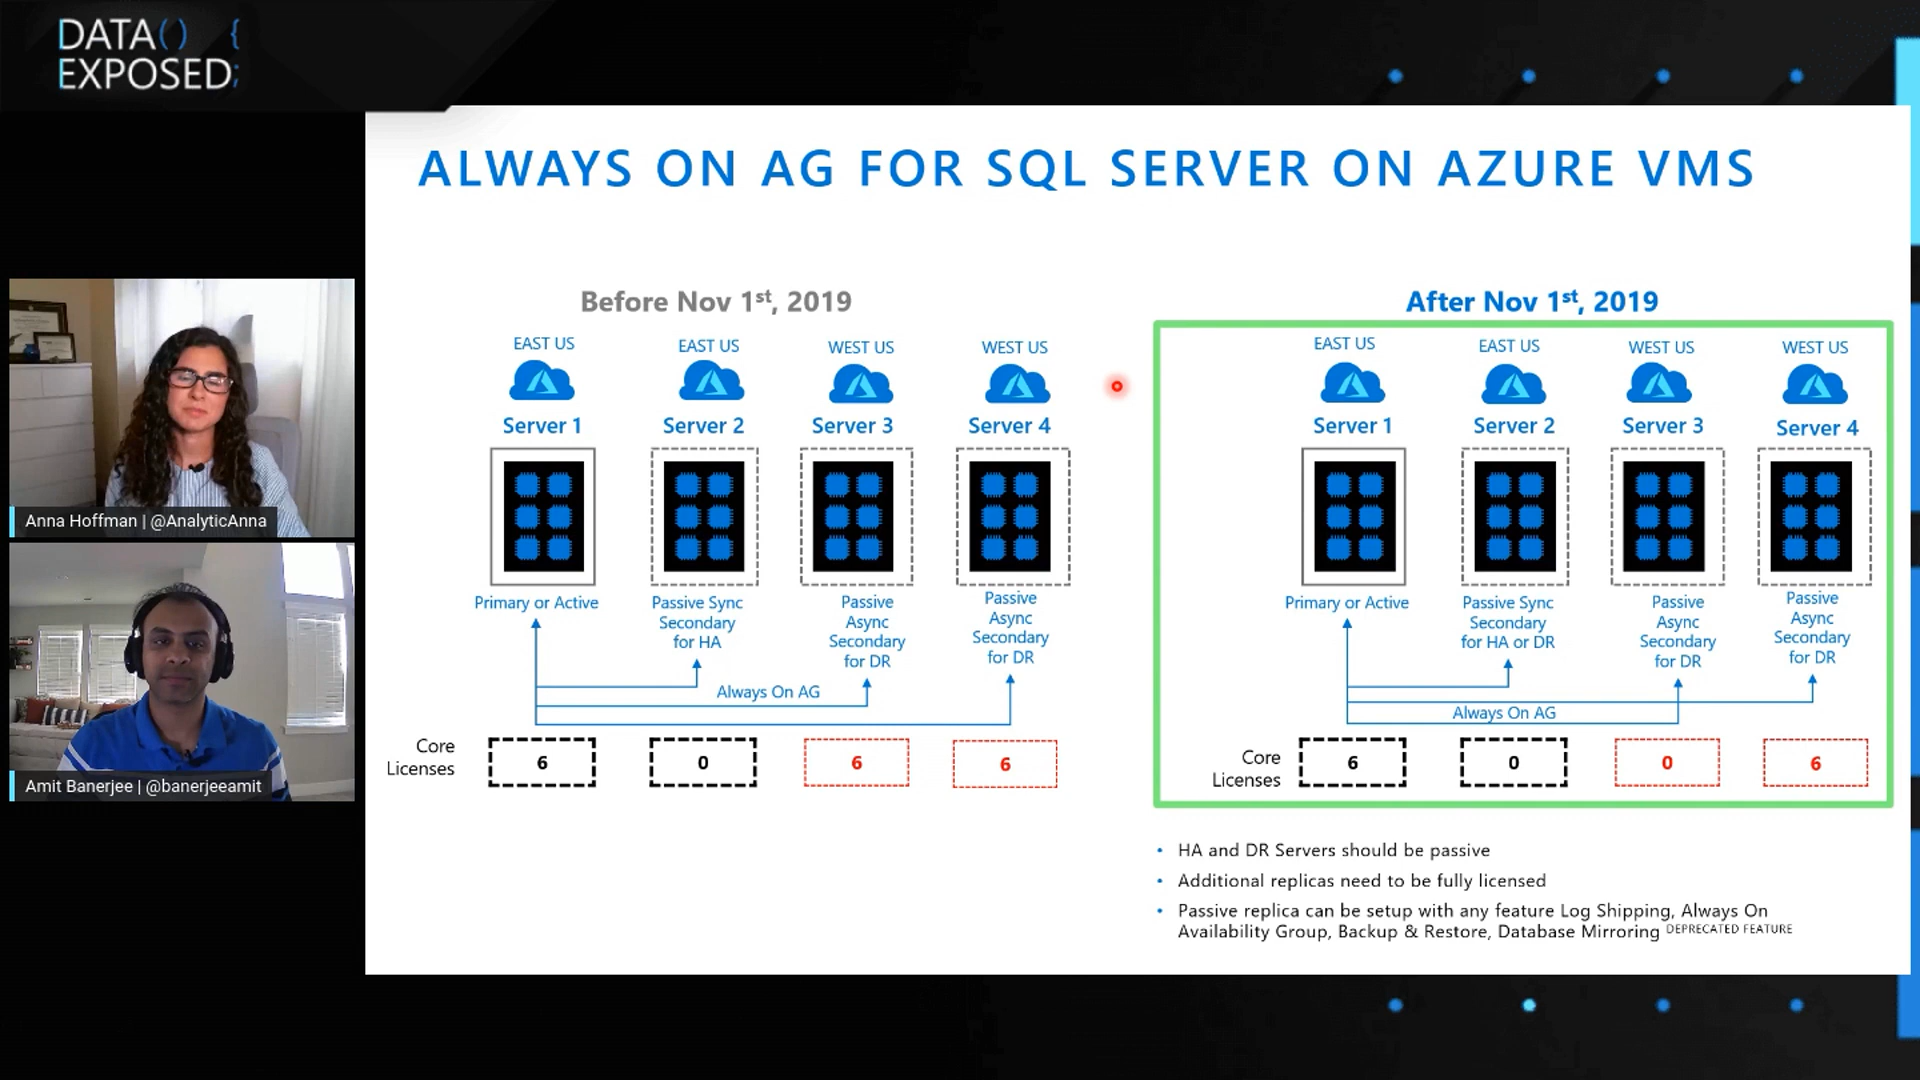 DATA() {
EXPOSED;
ALWAYS ON AG FOR SQL SERVER ON AZURE VMS
Before Nov 1st, 2019
EAST US
EAST US
WEST US
WEST US
Server 1
Server 2
Server 3
Server 4
Primary or Active
Passive Sync
Secondary
for HA
Passive
Async
Secondary
for DR
Passive
Async
Secondary
for DR
Always On AG
Core
Licenses
6
0
6
6
After Nov 1st, 2019
EAST US
EAST US
WEST US
WEST US
Server 1
Server 2
Server 3
Server 4
Primary or Active
Passive Sync
Secondary
for HA or DR
Passive
Async
Secondary
for DR
Passive
Async
Secondary
for DR
Always On AG
Core
Licenses
6
0
0
6
• HA and DR Servers should be passive
• Additional replicas need to be fully licensed
• Passive replica can be setup with any feature Log Shipping, Always On
Availability Group, Backup & Restore, Database Mirroring DEPRECATED FEATURE
Anna Hoffman | @AnalyticAnna
Amit Banerjee | @banerjeeamit